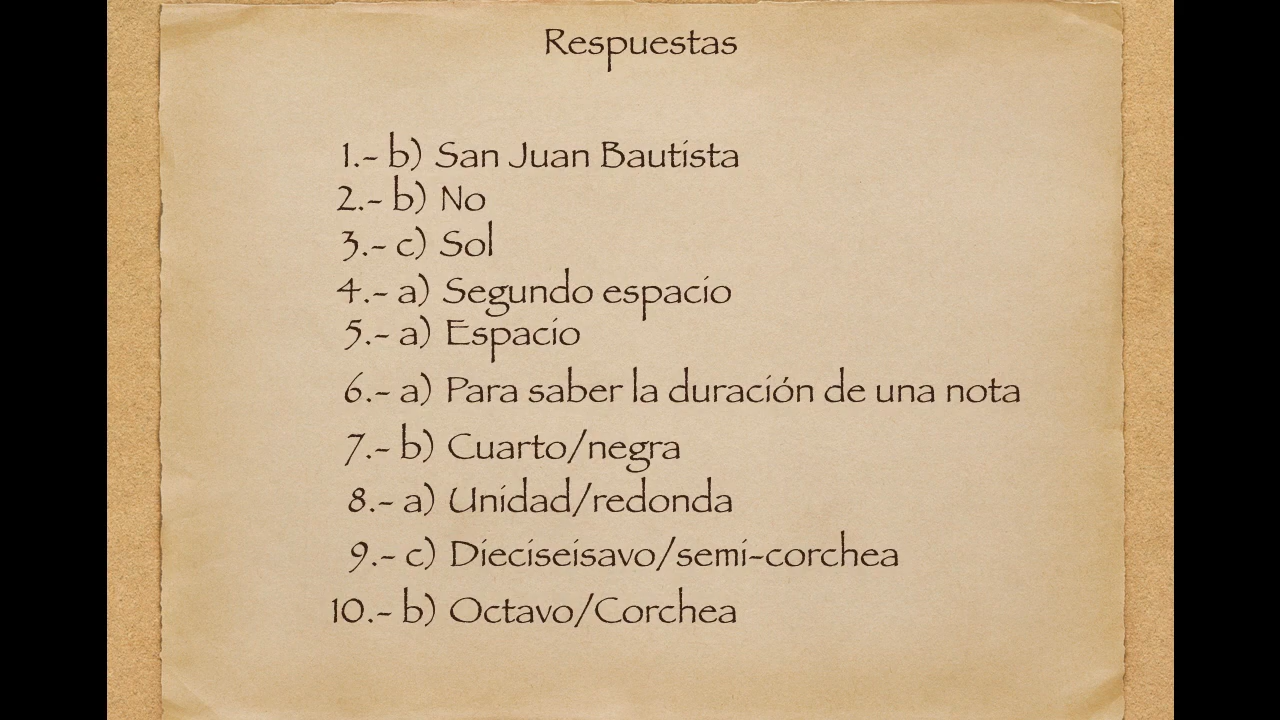 Respuestas
1.- b) San Juan Bautista
2.- b) No
3.- c) Sol
4.- a) Segundo espacio
5.- a) Espacio
6.- a) Para saber la duración de una nota
7.- b) Cuarto/negra
8.- a) Unidad/redonda
9.- c) Dieciseisavo/semi-corchea
10.- b) Octavo/Corchea